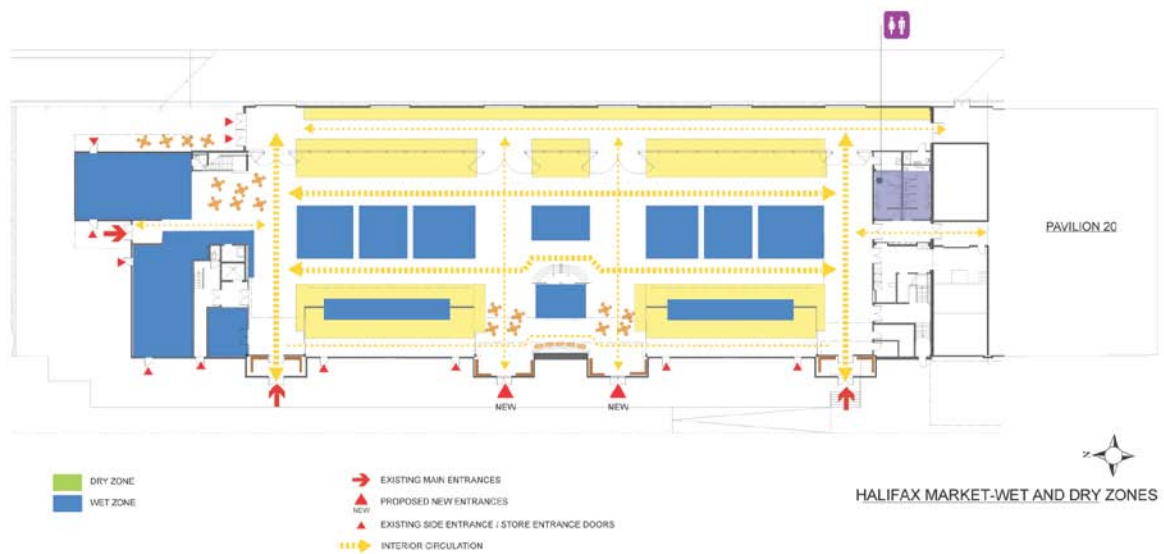 PAVILION 20
NEW
NEW
N
DRY ZONE
WET ZONE
EXISTING MAIN ENTRANCES
PROPOSED NEW ENTRANCES
NEW
EXISTING SIDE ENTRANCE / STORE ENTRANCE DOORS
INTERIOR CIRCULATION
HALIFAX MARKET-WET AND DRY ZONES